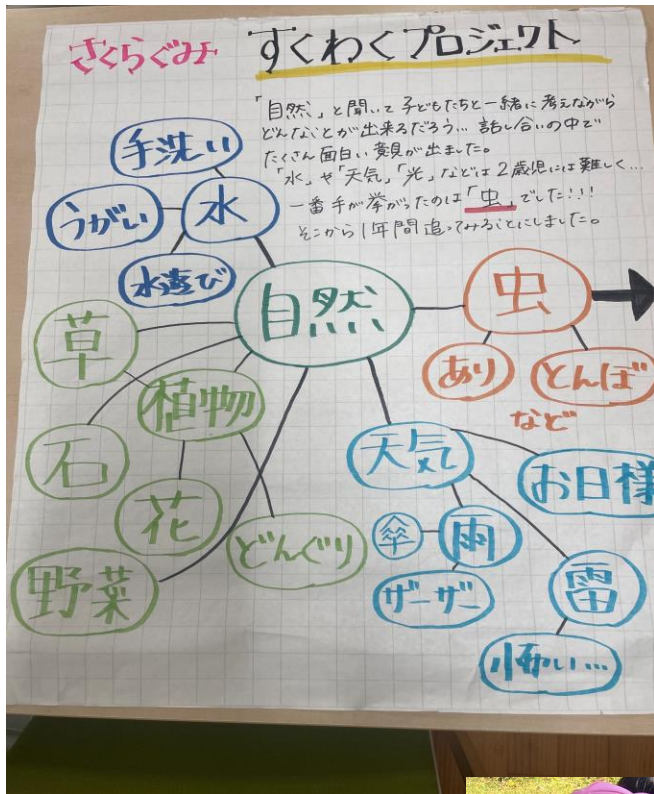 さくらぐみ すくわくプロジェクト
「自然」と聞いて子どもたちと一緒に考えながら
どんなことが出来るだろう… 話し合いの中で
たくさん面白い意見が出ました。
「水」や「天気」「光」などは2歳児には難しく…
一番手が挙がったのは「虫」でした!!!
そこから1年間追ってみることにしました。
手洗い
うがい
水
水遊び
自然
虫
あり
とんぼ
など
草
植物
石
花
どんぐり
野菜
天気
お日様
傘
雨
ザーザー
雷
怖い…